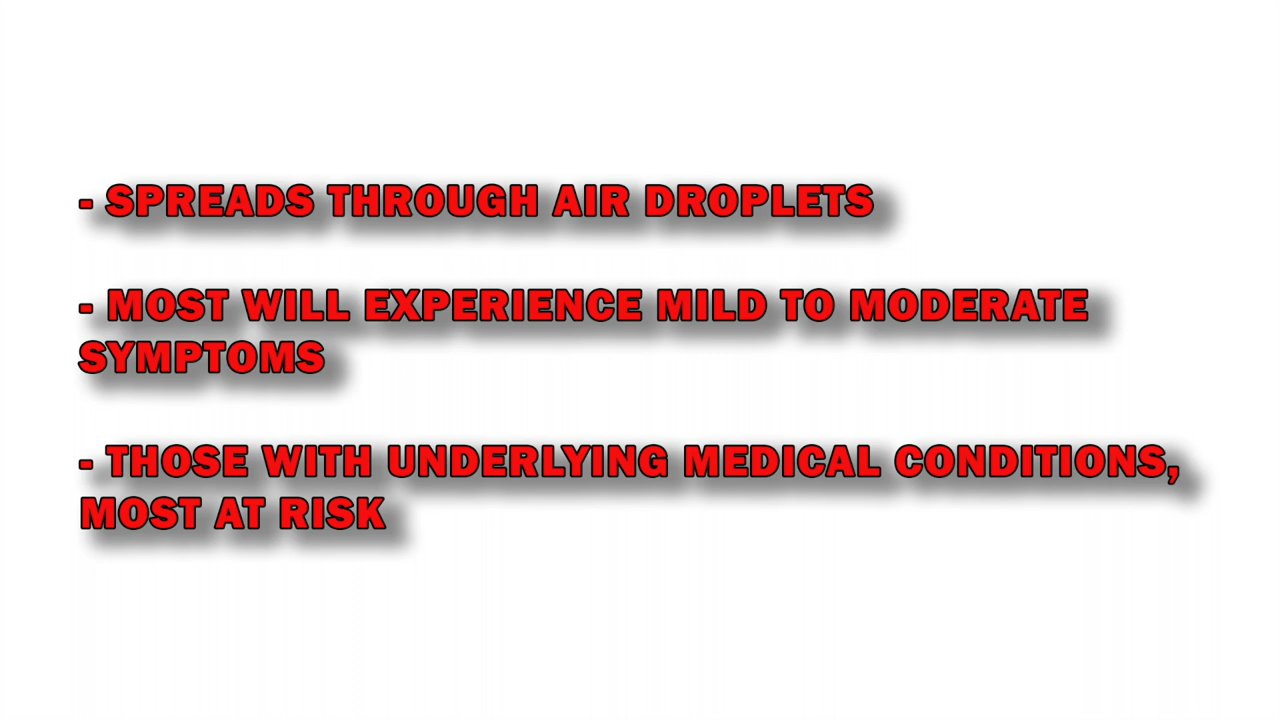 - SPREADS THROUGH AIR DROPLETS
- MOST WILL EXPERIENCE MILD TO MODERATE
SYMPTOMS
- THOSE WITH UNDERLYING MEDICAL CONDITIONS,
MOST AT RISK